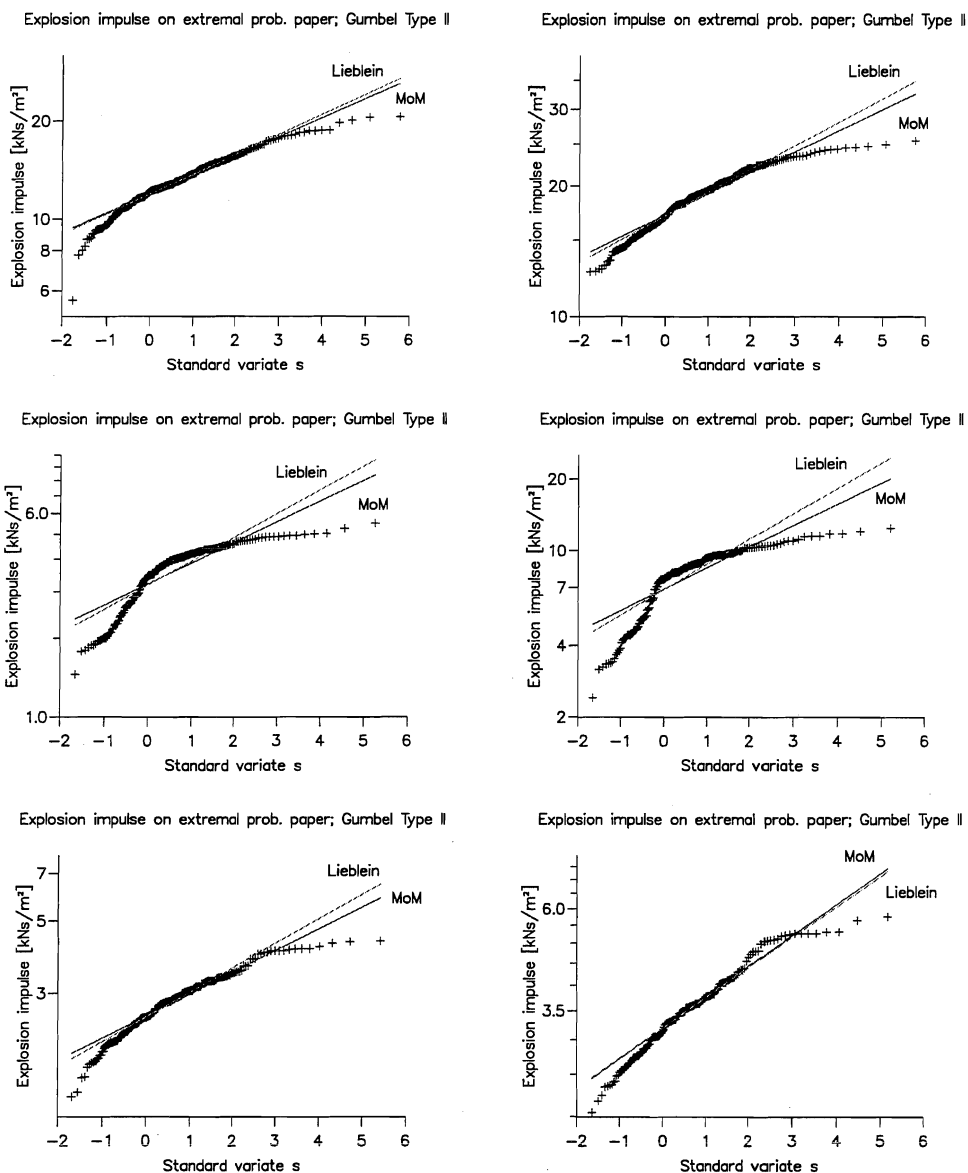 Explosion impulse on extremal prob. paper; Gumbel Type II
Explosion impulse [kNs/m²]
20
10
8
6
Lieblein
MoM
−2 −1 0 1 2 3 4 5 6
Standard variate s
Explosion impulse on extremal prob. paper; Gumbel Type II
Explosion impulse [kNs/m²]
30
20
10
Lieblein
MoM
−2 −1 0 1 2 3 4 5 6
Standard variate s
Explosion impulse on extremal prob. paper; Gumbel Type II
Explosion impulse [kNs/m²]
6.0
1.0
Lieblein
MoM
−2 −1 0 1 2 3 4 5 6
Standard variate s
Explosion impulse on extremal prob. paper; Gumbel Type II
Explosion impulse [kNs/m²]
20
10
7
4
2
Lieblein
MoM
−2 −1 0 1 2 3 4 5 6
Standard variate s
Explosion impulse on extremal prob. paper; Gumbel Type II
Explosion impulse [kNs/m²]
7
5
3
Lieblein
MoM
−2 −1 0 1 2 3 4 5 6
Standard variate s
Explosion impulse on extremal prob. paper; Gumbel Type II
Explosion impulse [kNs/m²]
6.0
3.5
MoM
Lieblein
−2 −1 0 1 2 3 4 5 6
Standard variate s